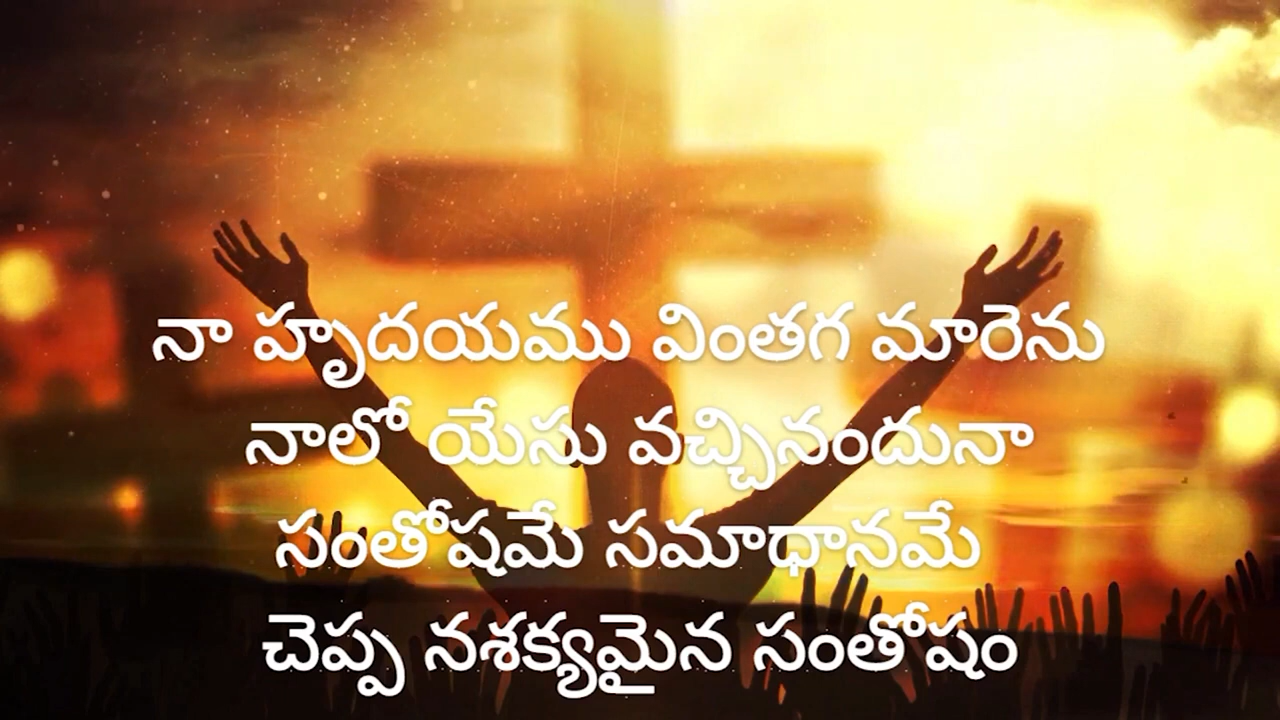 నా హృదయము వింతగ మారెను
నాలో యేసు వచ్చినందునా
సంతోషమే సమాధానమే
చెప్ప నశక్యమైన సంతోషం